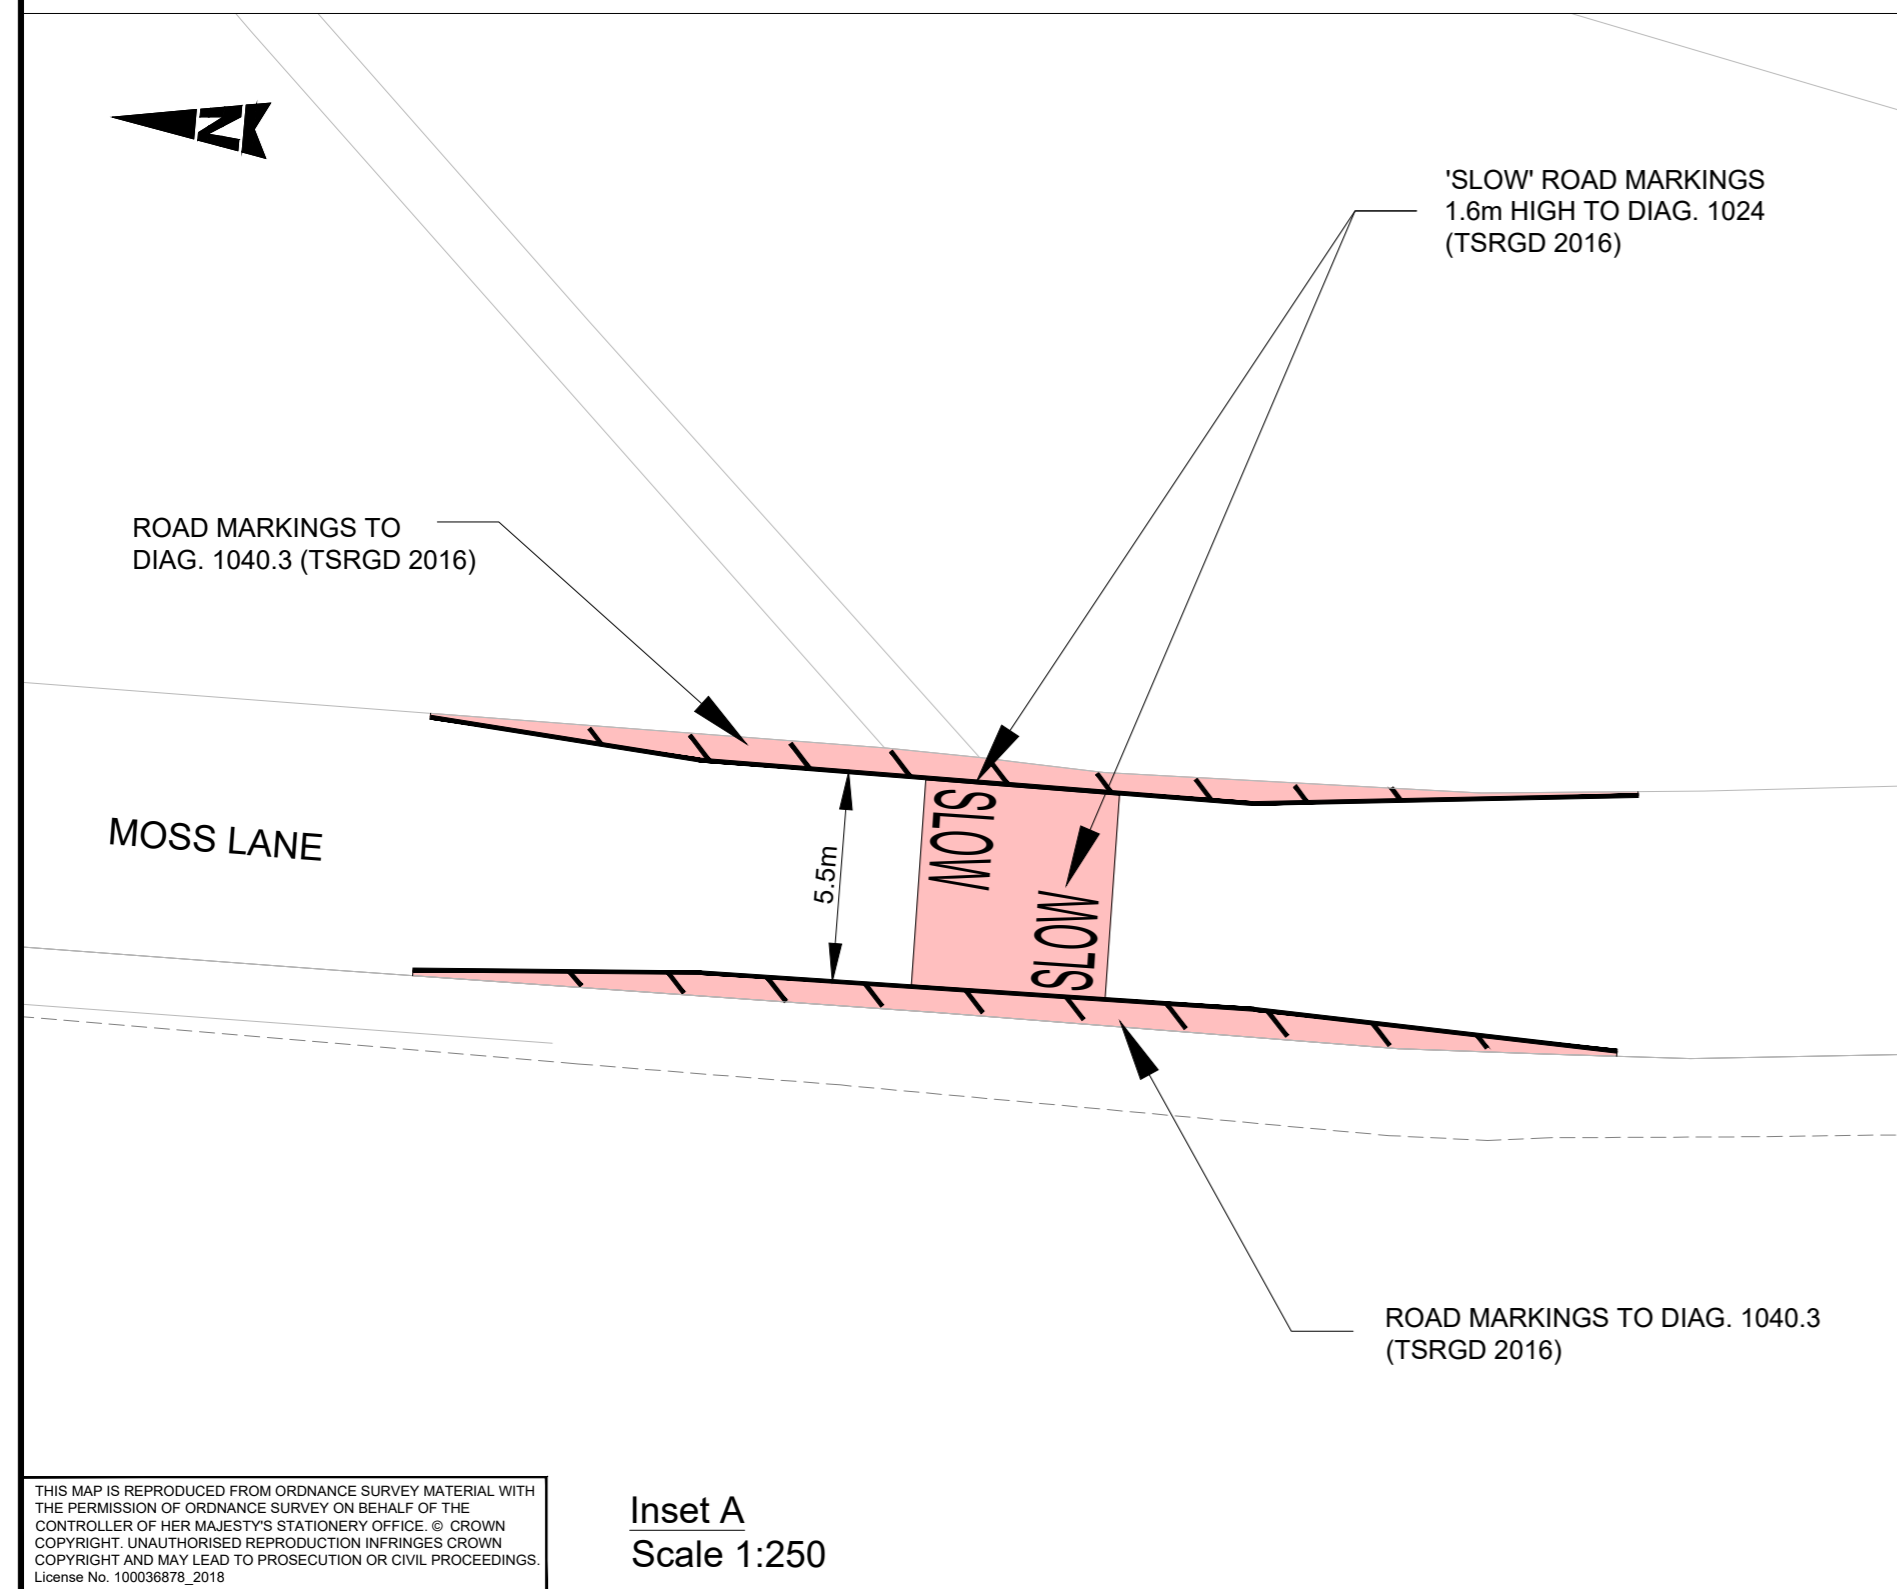 N
'SLOW' ROAD MARKINGS
1.6m HIGH TO DIAG. 1024
(TSRGD 2016)
ROAD MARKINGS TO
DIAG. 1040.3 (TSRGD 2016)
MOSS LANE
5.5m
SLOW
SLOW
ROAD MARKINGS TO DIAG. 1040.3
(TSRGD 2016)
THIS MAP IS REPRODUCED FROM ORDNANCE SURVEY MATERIAL WITH
THE PERMISSION OF ORDNANCE SURVEY ON BEHALF OF THE
CONTROLLER OF HER MAJESTY'S STATIONERY OFFICE. © CROWN
COPYRIGHT. UNAUTHORISED REPRODUCTION INFRINGES CROWN
COPYRIGHT AND MAY LEAD TO PROSECUTION OR CIVIL PROCEEDINGS.
License No. 100036878_2018
Inset A
Scale 1:250